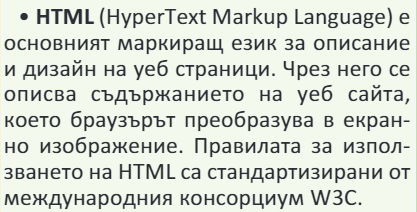 • HTML (HyperText Markup Language) е
основният маркиращ език за описание
и дизайн на уеб страници. Чрез него се
описва съдържанието на уеб сайта,
което браузърът преобразува в екран-
но изображение. Правилата за изпол-
зването на HTML са стандартизирани от
международния консорциум W3C.